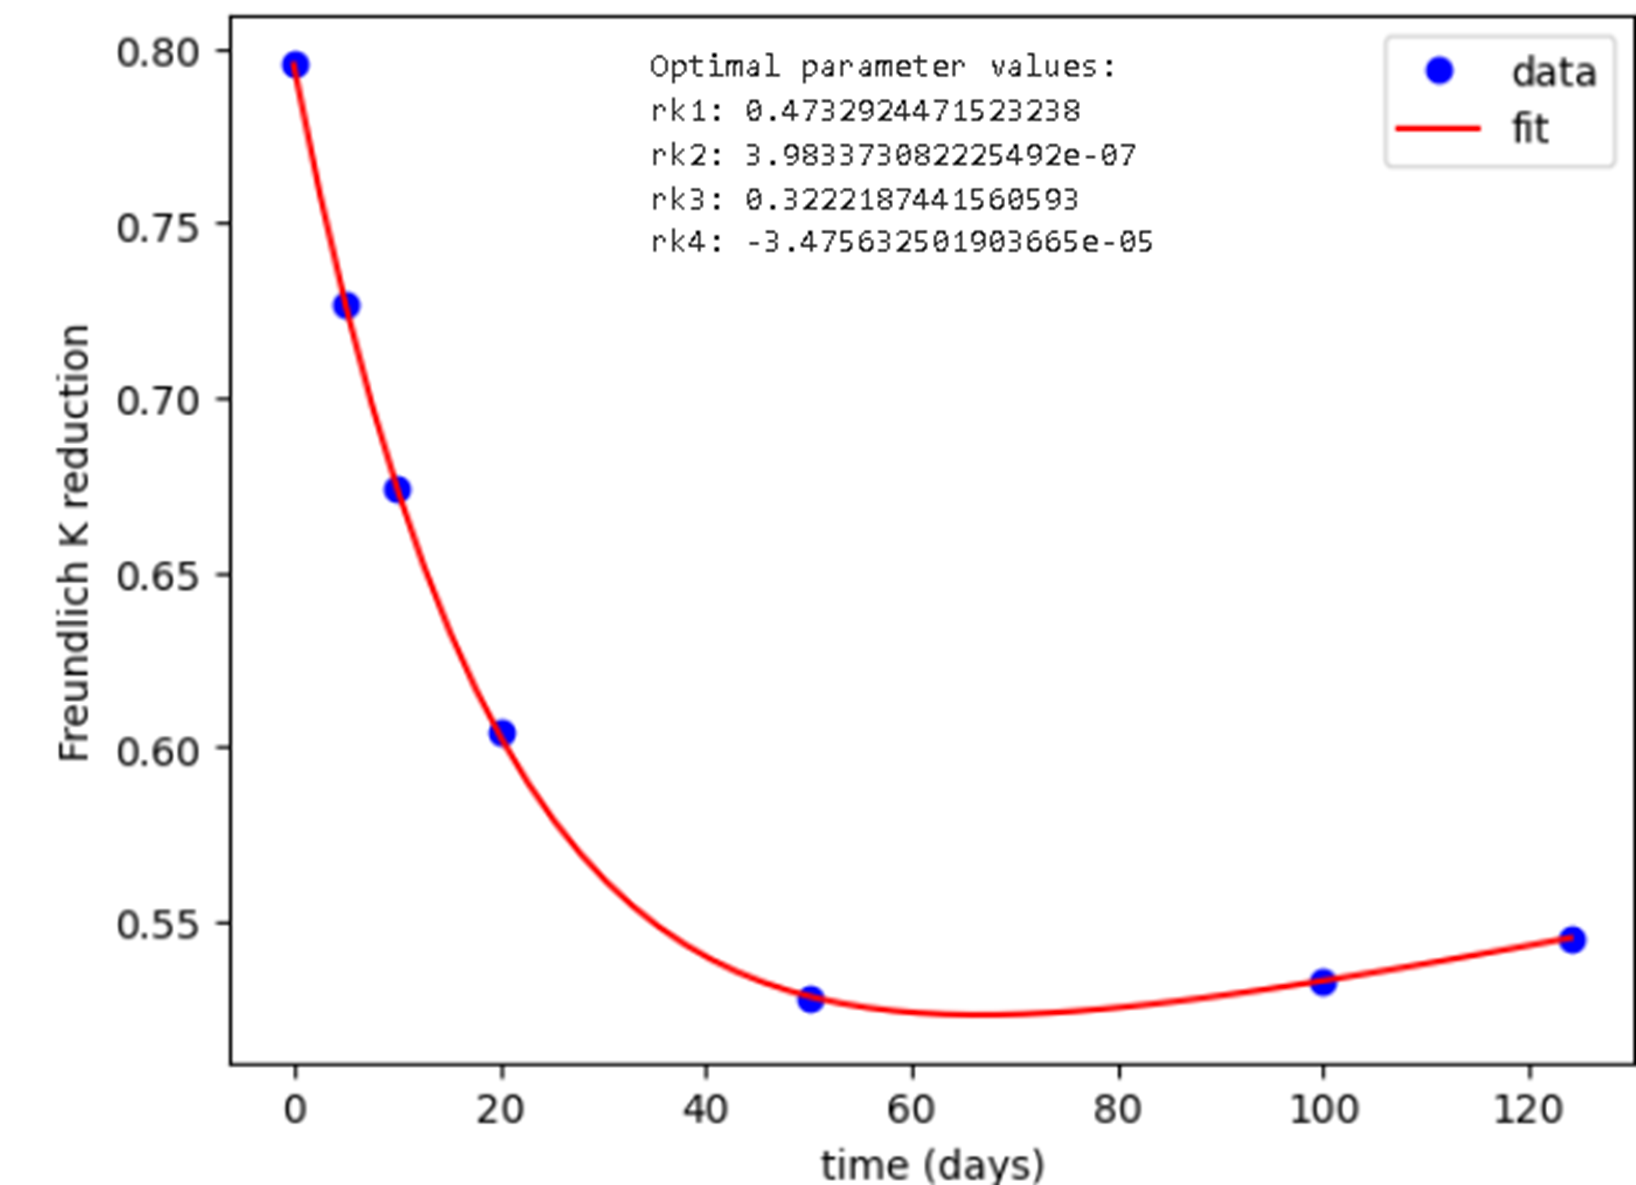 Optimal parameter values:
rk1: 0.4732924471523238
rk2: 3.983373082225492e-07
rk3: 0.3222187441560593
rk4: -3.475632501903665e-05
data
fit
Freundlich K reduction
0.80
0.75
0.70
0.65
0.60
0.55
0
20
40
60
80
100
120
time (days)